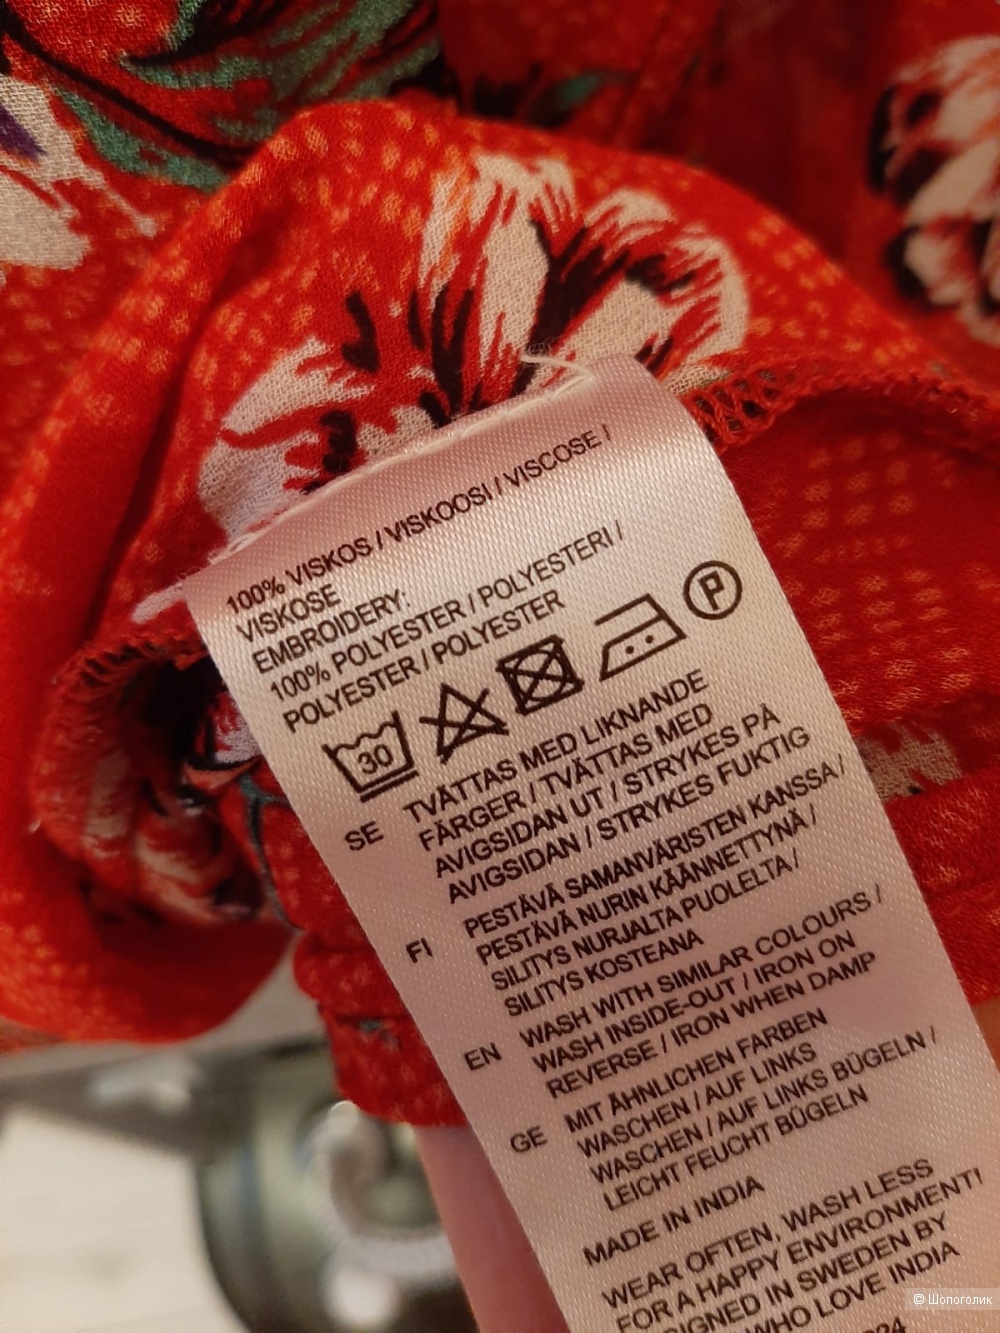 100% VISKOS / VISKOOSI / VISCOSE /
VISKOSE
EMBROIDERY:
100% POLYESTER / POLYESTERI /
POLYESTER / POLYESTER
30
P
SE
TVÄTTAS MED LIKNANDE
FÄRGER / TVÄTTAS MED
AVIGSIDAN UT / STRYKES PÅ
AVIGSIDAN / STRYKES FUKTIG
FI
PESTÄVÄ SAMANVÄRISTEN KANSSA /
PESTÄVÄ NURIN KÄÄNNETTYNÄ /
SILITYS NURJALTA PUOLELTA /
SILITYS KOSTEANA
EN
WASH WITH SIMILAR COLOURS /
WASH INSIDE-OUT / IRON ON
REVERSE / IRON WHEN DAMP
GE
MIT ÄHNLICHEN FARBEN
WASCHEN / AUF LINKS
WASCHEN / AUF LINKS BÜGELN /
LEICHT FEUCHT BÜGELN
MADE IN INDIA
WEAR OFTEN, WASH LESS
FOR A HAPPY ENVIRONMENT!
SIGNED IN SWEDEN BY
WHO LOVE INDIA
© Шопоголик